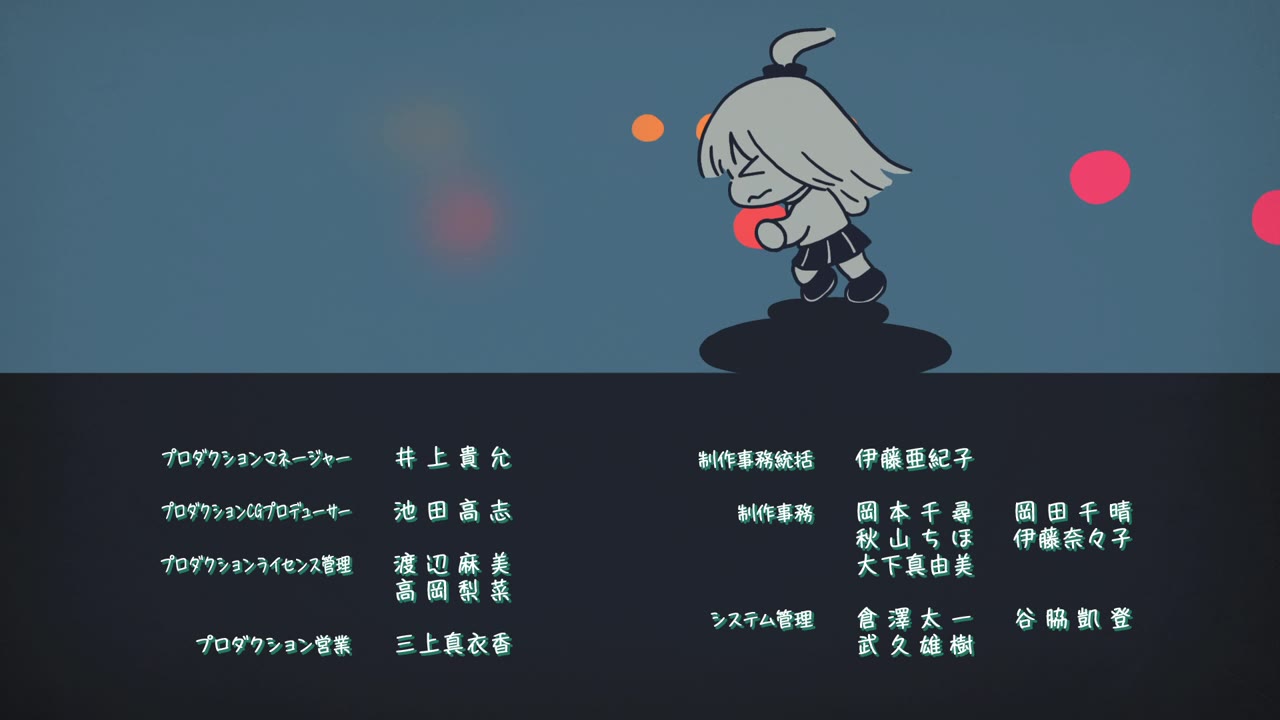 プロダクションマネージャー 井上貴允
プロダクションCGプロデューサー 池田高志
プロダクションライセンス管理 渡辺麻美
高岡梨菜
プロダクション営業 三上真衣香
制作事務統括 伊藤亜紀子
制作事務 岡本千尋 岡田千晴
秋山ちほ 伊藤奈々子
大下真由美
システム管理 倉澤太一 谷脇凱登
武久雄樹